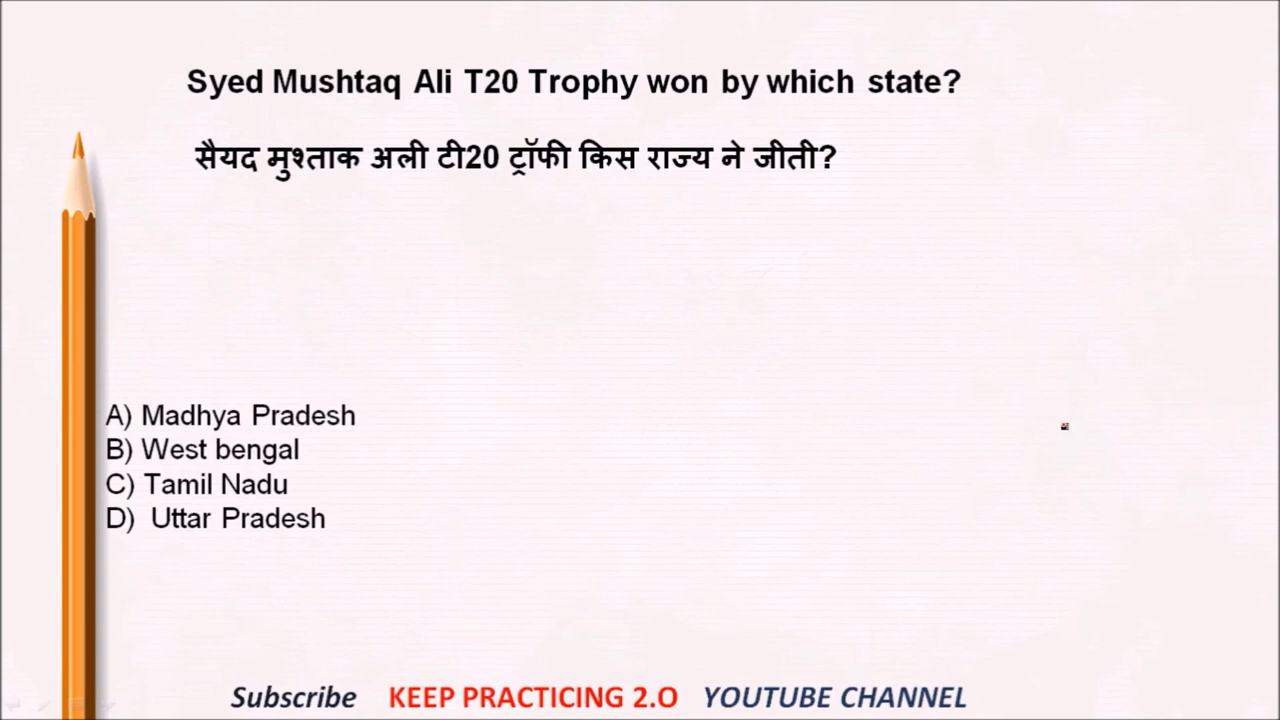 Syed Mushtaq Ali T20 Trophy won by which state?
सैयद मुश्ताक अली टी20 ट्रॉफी किस राज्य ने जीती?
A) Madhya Pradesh
B) West bengal
C) Tamil Nadu
D) Uttar Pradesh
Subscribe KEEP PRACTICING 2.O YOUTUBE CHANNEL